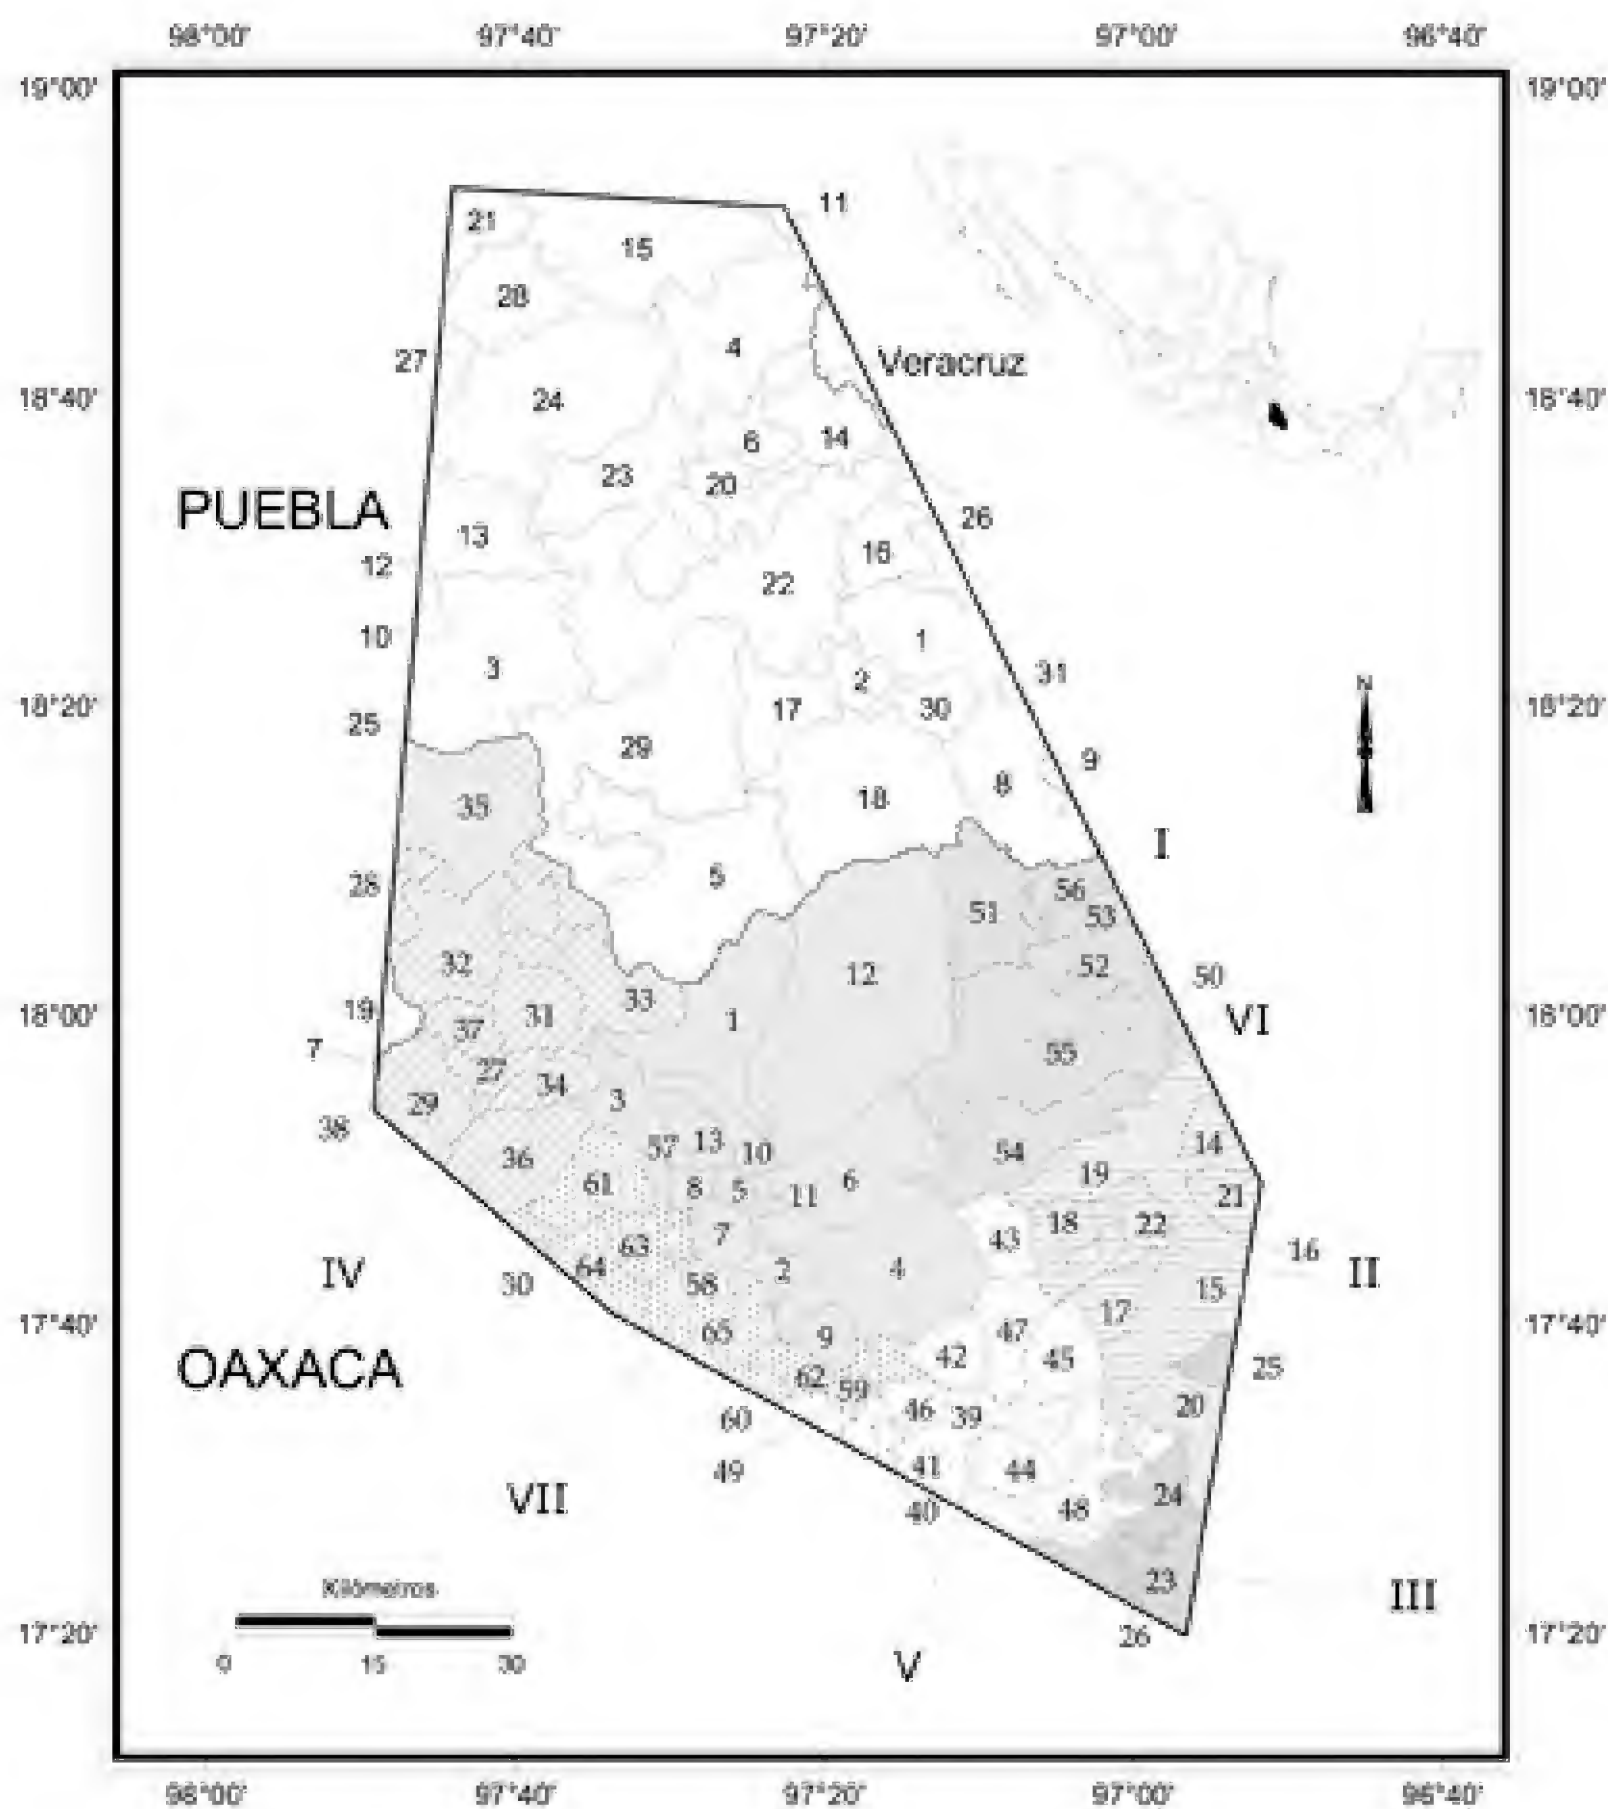 98°00' 97°40' 97°20' 97°00' 96°40'
19°00' 19°00'
11
21
15
28
4
27 Veracruz
18°40' 24 18°40'
6 14
23 20
PUEBLA 26
13
12 16
22
10 1
3 2 31
18°20' 17 30 18°20'
25
29 9
35 18 8
I
5
28 56
51 53
32 12 52 50
33
18°00' 19 31 1 VI 18°00'
37
7 27 55
34
29 3
38 57 13 10 54 14
36 19
61 8 5 11 6 21
7 43 18 22
63 16
IV 64 2 4 II
30 58 15
17
17°40' 65 9 47 17°40'
42 45
OAXACA 62 25
59
60 46 39 20
49 41 44
VII 40 48 24
Kilómetros 23
III
17°20' 26 17°20'
0 15 30 V
98°00' 97°40' 97°20' 97°00' 96°40'
N